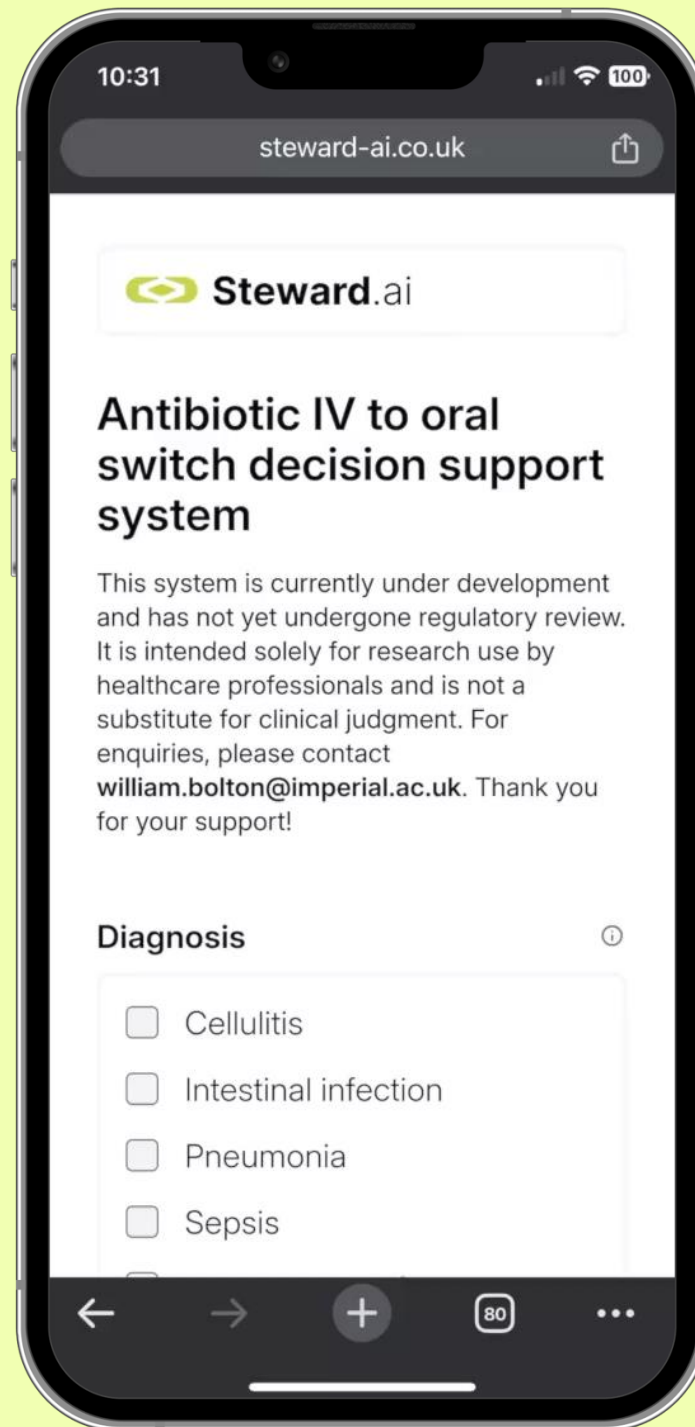 10:31
100
steward-ai.co.uk
Steward.ai
Antibiotic IV to oral
switch decision support
system
This system is currently under development
and has not yet undergone regulatory review.
It is intended solely for research use by
healthcare professionals and is not a
substitute for clinical judgment. For
enquiries, please contact
william.bolton@imperial.ac.uk. Thank you
for your support!
Diagnosis
Cellulitis
Intestinal infection
Pneumonia
Sepsis
80